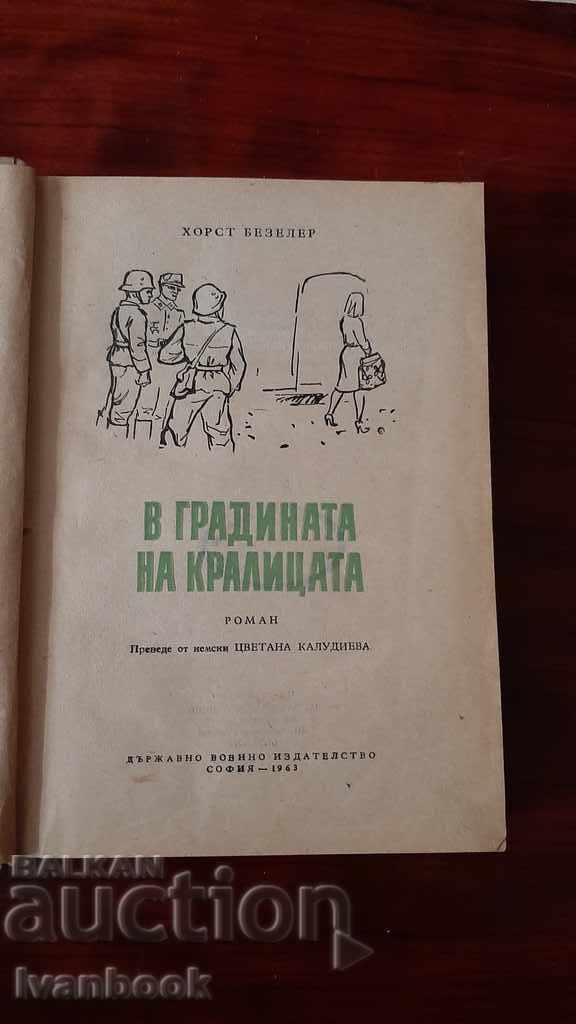 ХОРСТ БЕЗЕЛЕР
В ГРАДИНАТА
НА КРАЛИЦАТА
РОМАН
Преведе от немски ЦВЕТАНА КАЛУДИЕВА
ДЪРЖАВНО ВОЕННО ИЗДАТЕЛСТВО
СОФИЯ — 1963
BALKAN
auction
Ivanbook